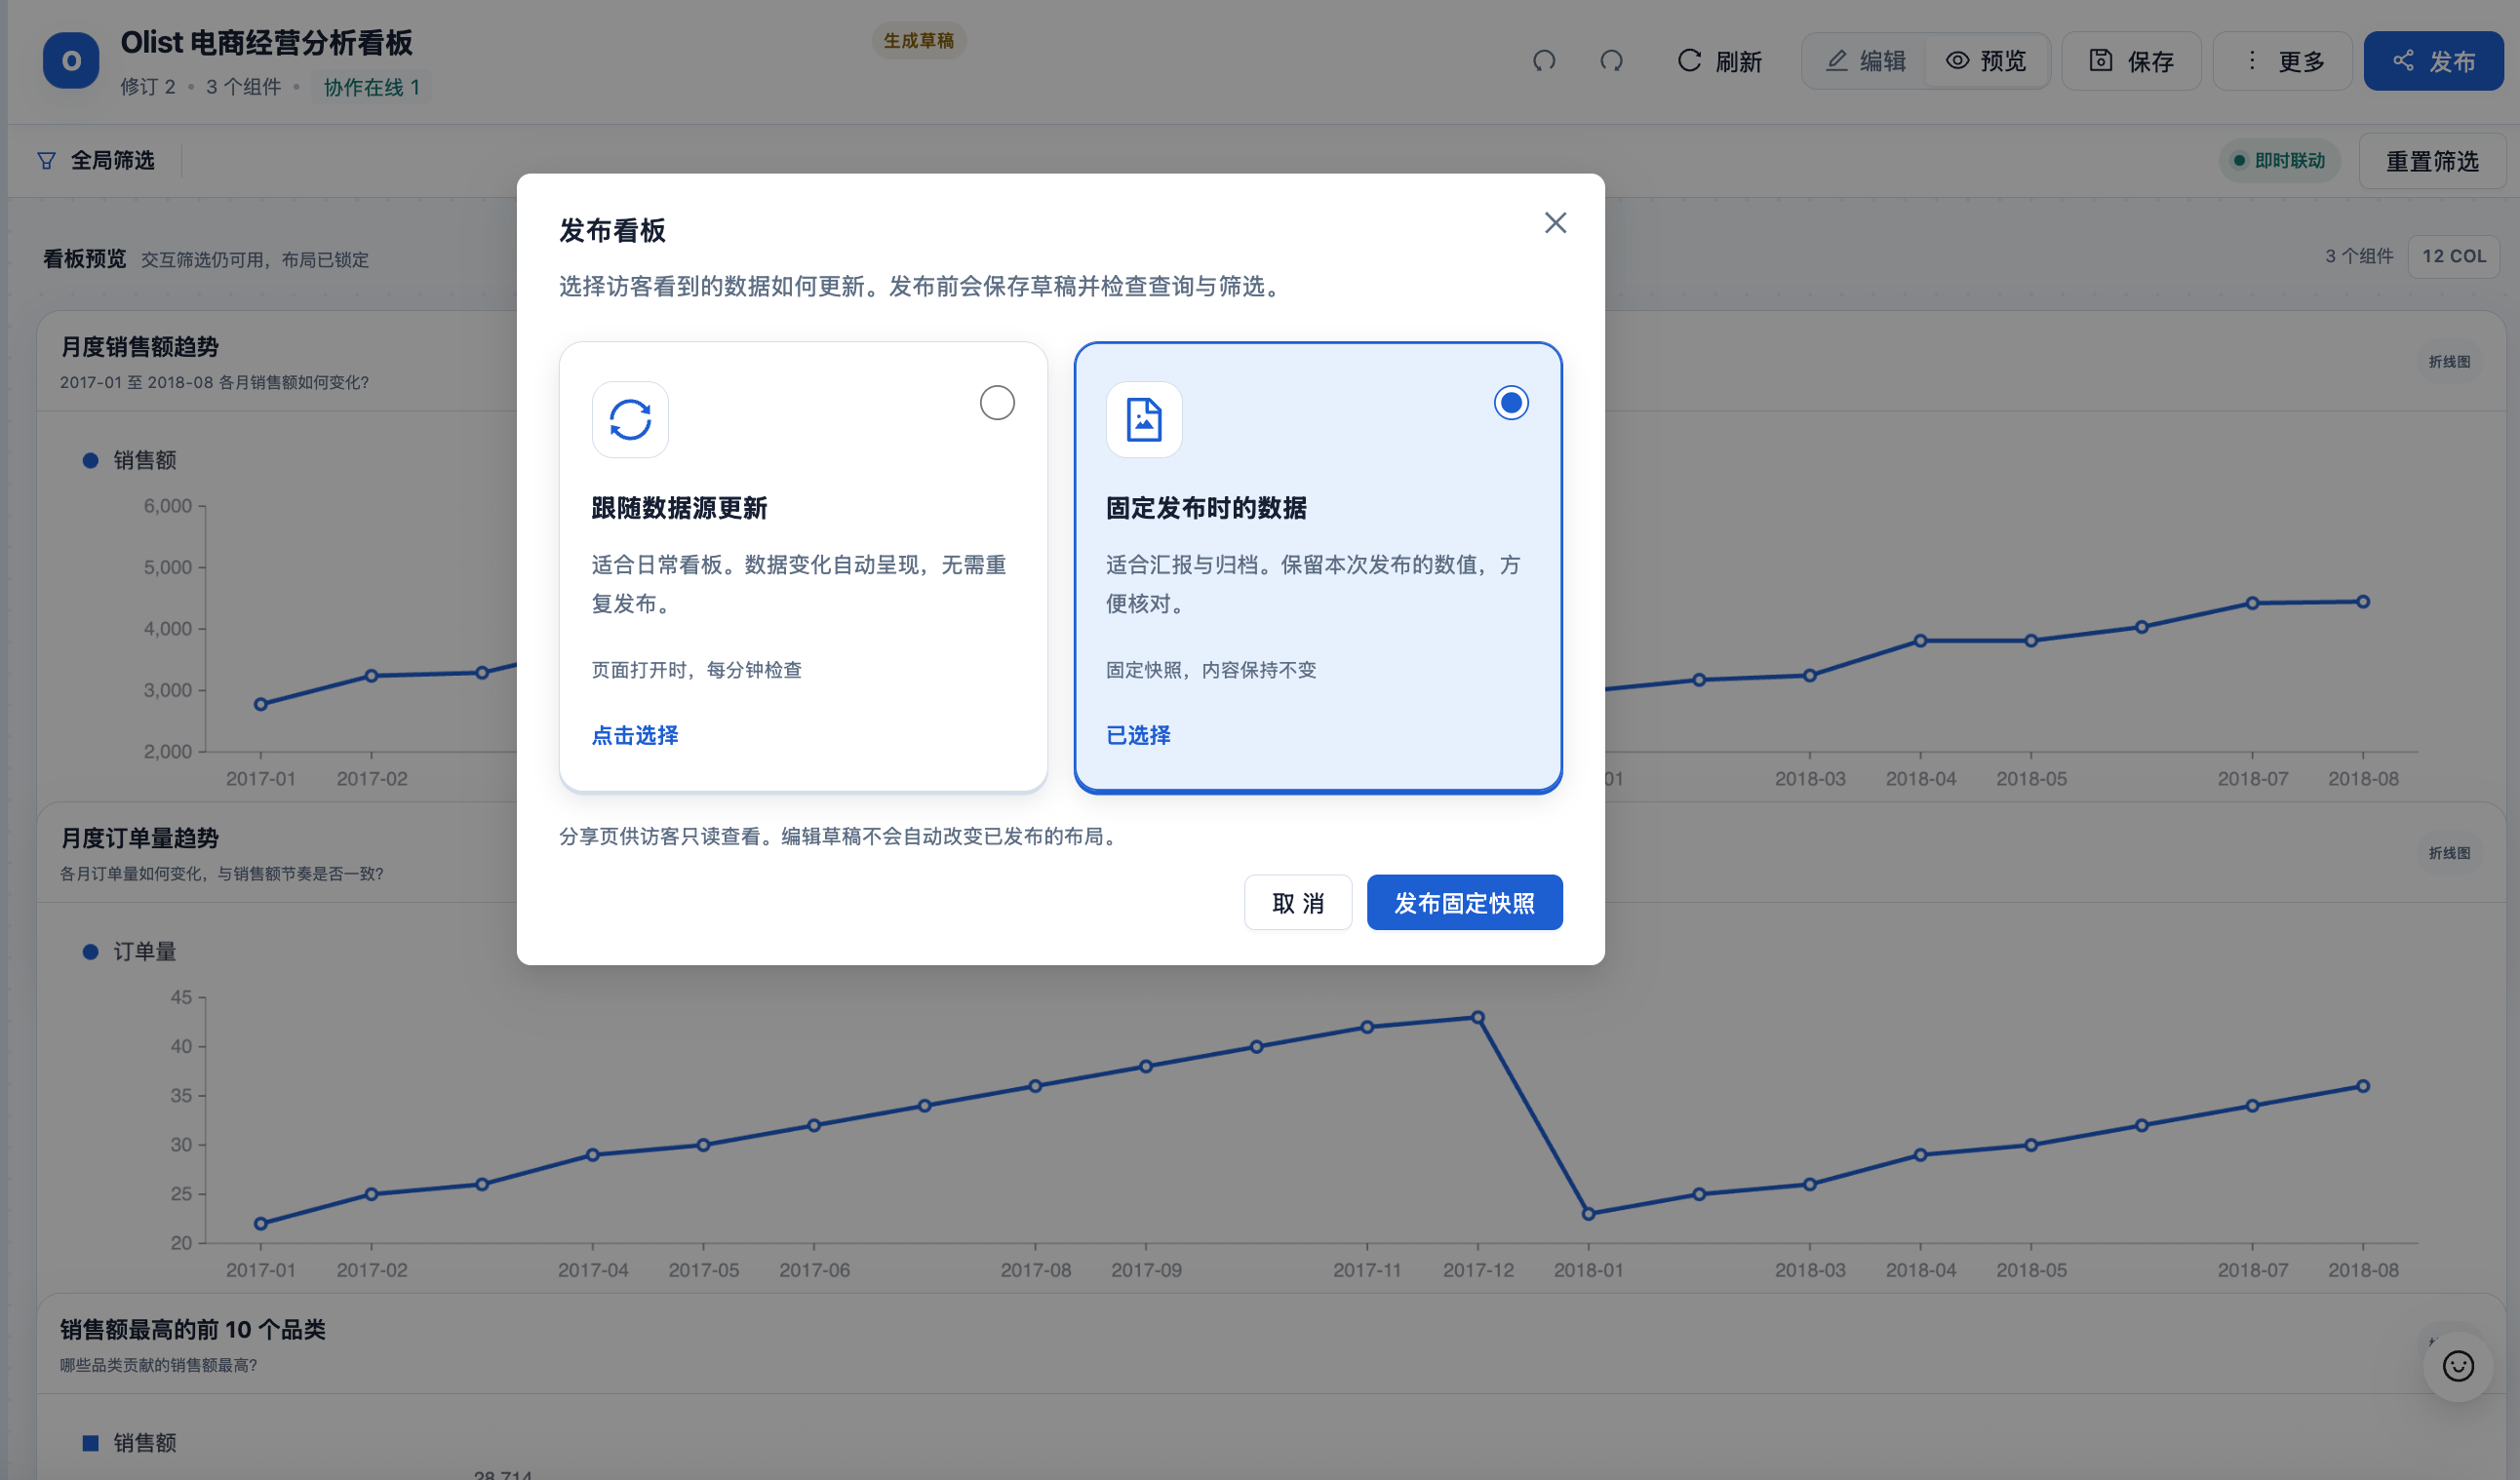 O
Olist 电商经营分析看板
修订 2 • 3 个组件 • 协作在线 1
生成草稿
刷新
编辑
预览
保存
更多
发布
全局筛选
即时联动
重置筛选
看板预览 交互筛选仍可用，布局已锁定
3 个组件
12 COL
月度销售额趋势
2017-01 至 2018-08 各月销售额如何变化?
折线图
销售额
6,000
5,000
4,000
3,000
2,000
2017-01 2017-02 01 2018-03 2018-04 2018-05 2018-07 2018-08
发布看板
选择访客看到的数据如何更新。发布前会保存草稿并检查查询与筛选。
跟随数据源更新
适合日常看板。数据变化自动呈现，无需重
复发布。
页面打开时，每分钟检查
点击选择
固定发布时的数据
适合汇报与归档。保留本次发布的数值，方
便核对。
固定快照，内容保持不变
已选择
分享页供访客只读查看。编辑草稿不会自动改变已发布的布局。
取 消
发布固定快照
月度订单量趋势
各月订单量如何变化，与销售额节奏是否一致?
折线图
订单量
45
40
35
30
25
20
2017-01 2017-02 2017-04 2017-05 2017-06 2017-08 2017-09 2017-11 2017-12 2018-01 2018-03 2018-04 2018-05 2018-07 2018-08
销售额最高的前 10 个品类
哪些品类贡献的销售额最高?
销售额
28,714